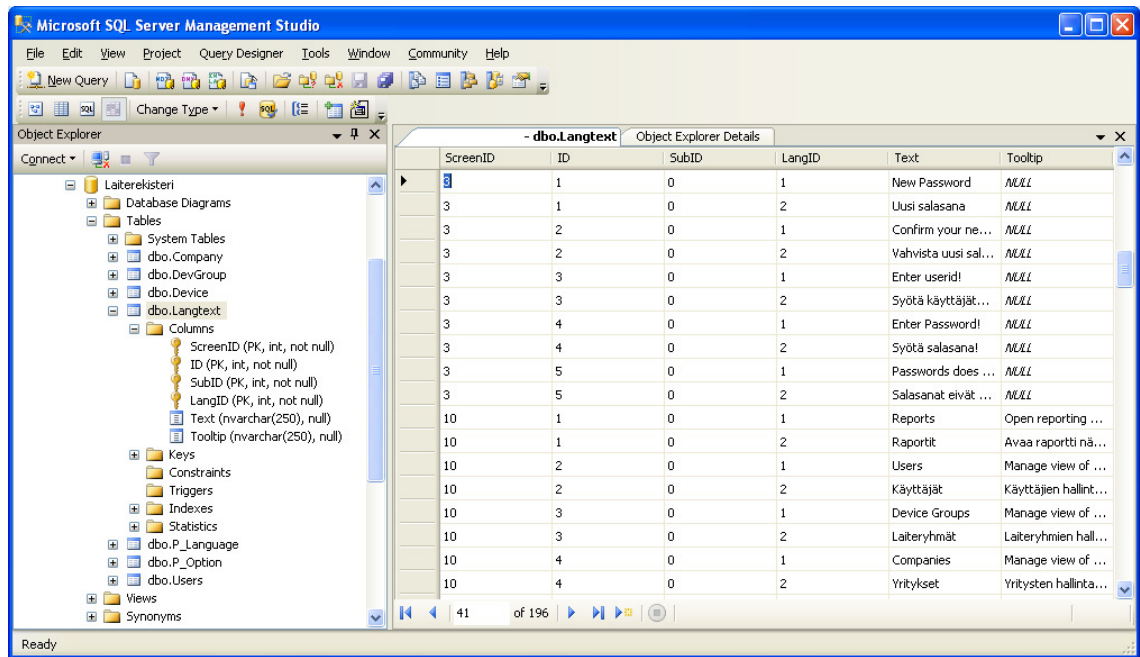 Microsoft SQL Server Management Studio
File Edit View Project Query Designer Tools Window Community Help
New Query
SQL Change Type
Object Explorer
- dbo.Langtext Object Explorer Details
Connect
Laiterekisteri
Database Diagrams
Tables
System Tables
dbo.Company
dbo.DevGroup
dbo.Device
dbo.Langtext
Columns
ScreenID (PK, int, not null)
ID (PK, int, not null)
SubID (PK, int, not null)
LangID (PK, int, not null)
Text (nvarchar(250), null)
Tooltip (nvarchar(250), null)
Keys
Constraints
Triggers
Indexes
Statistics
dbo.P_Language
dbo.P_Option
dbo.Users
Views
Synonyms
ScreenID ID SubID LangID Text Tooltip
3 1 0 1 New Password NULL
3 1 0 2 Uusi salasana NULL
3 2 0 1 Confirm your ne... NULL
3 2 0 2 Vahvista uusi sal... NULL
3 3 0 1 Enter userid! NULL
3 3 0 2 Syötä käyttäjät... NULL
3 4 0 1 Enter Password! NULL
3 4 0 2 Syötä salasana! NULL
3 5 0 1 Passwords does ... NULL
3 5 0 2 Salasanat eivät ... NULL
10 1 0 1 Reports Open reporting ...
10 1 0 2 Raportit Avaa raportti nä...
10 2 0 1 Users Manage view of ...
10 2 0 2 Käyttäjät Käyttäjien hallint...
10 3 0 1 Device Groups Manage view of ...
10 3 0 2 Laiteryhmät Laiteryhmien hall...
10 4 0 1 Companies Manage view of ...
10 4 0 2 Yritykset Yritysten hallinta...
41 of 196
Ready